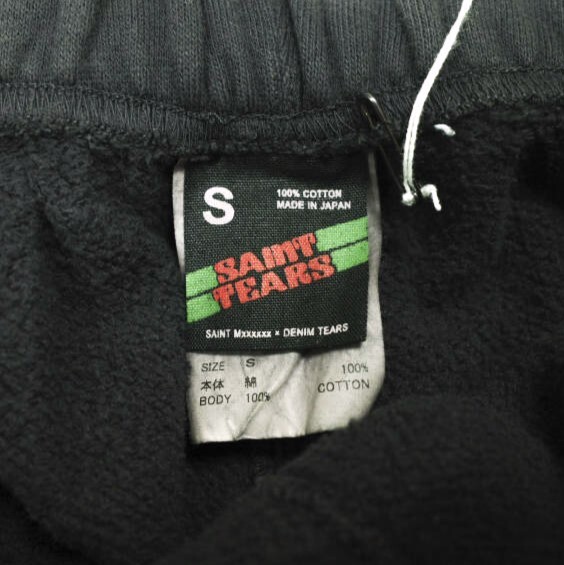 S
100% COTTON
MADE IN JAPAN
SAINT
TEARS
SAINT Mxxxxxx × DENIM TEARS
SIZE S
本体 綿
BODY 100%
100%
COTTON